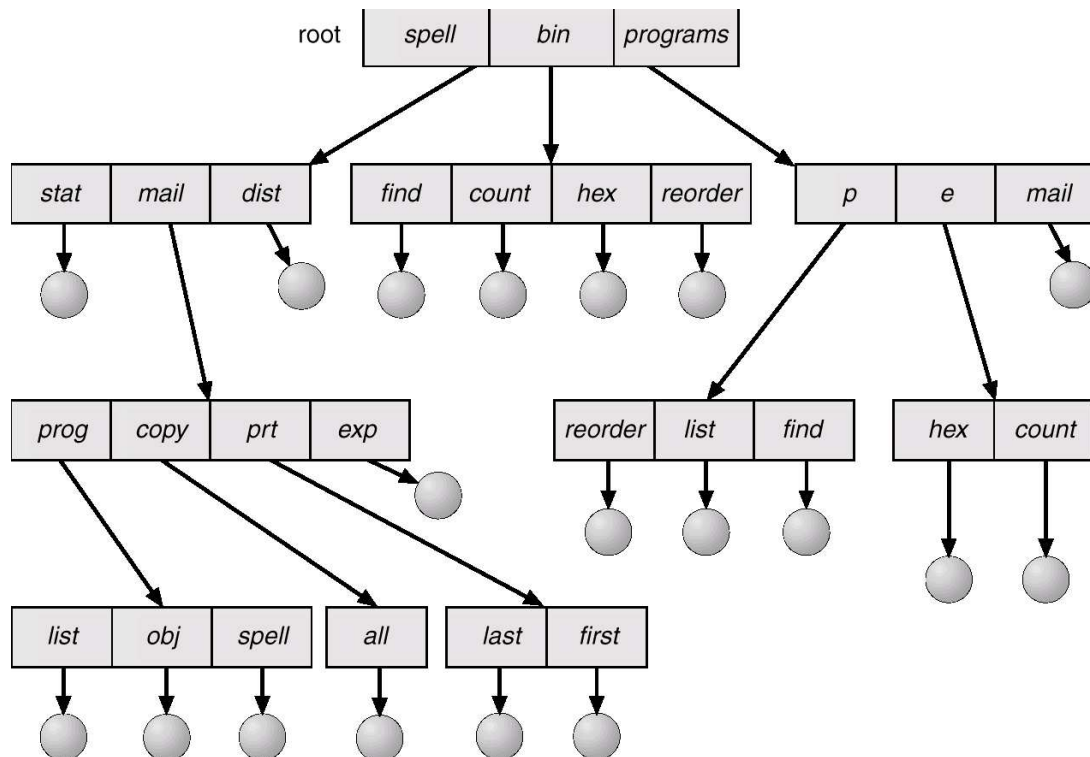 root spell bin programs
stat mail dist find count hex reorder p e mail
prog copy prt exp reorder list find hex count
list obj spell all last first